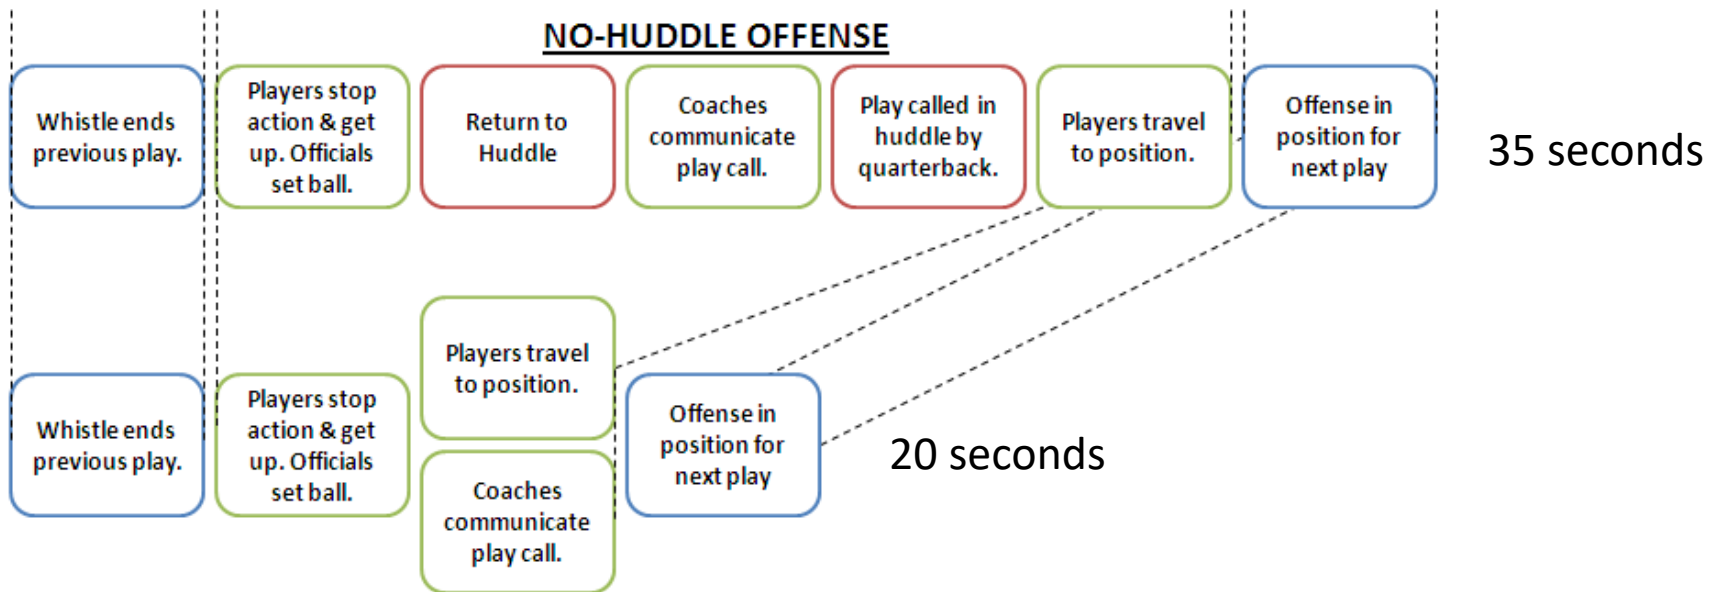 NO-HUDDLE OFFENSE
Whistle ends
previous play.
Players stop
action & get
up. Officials
set ball.
Return to
Huddle
Coaches
communicate
play call.
Play called in
huddle by
quarterback.
Players travel
to position.
Offense in
position for
next play
35 seconds
Whistle ends
previous play.
Players stop
action & get
up. Officials
set ball.
Players travel
to position.
Coaches
communicate
play call.
Offense in
position for
next play
20 seconds